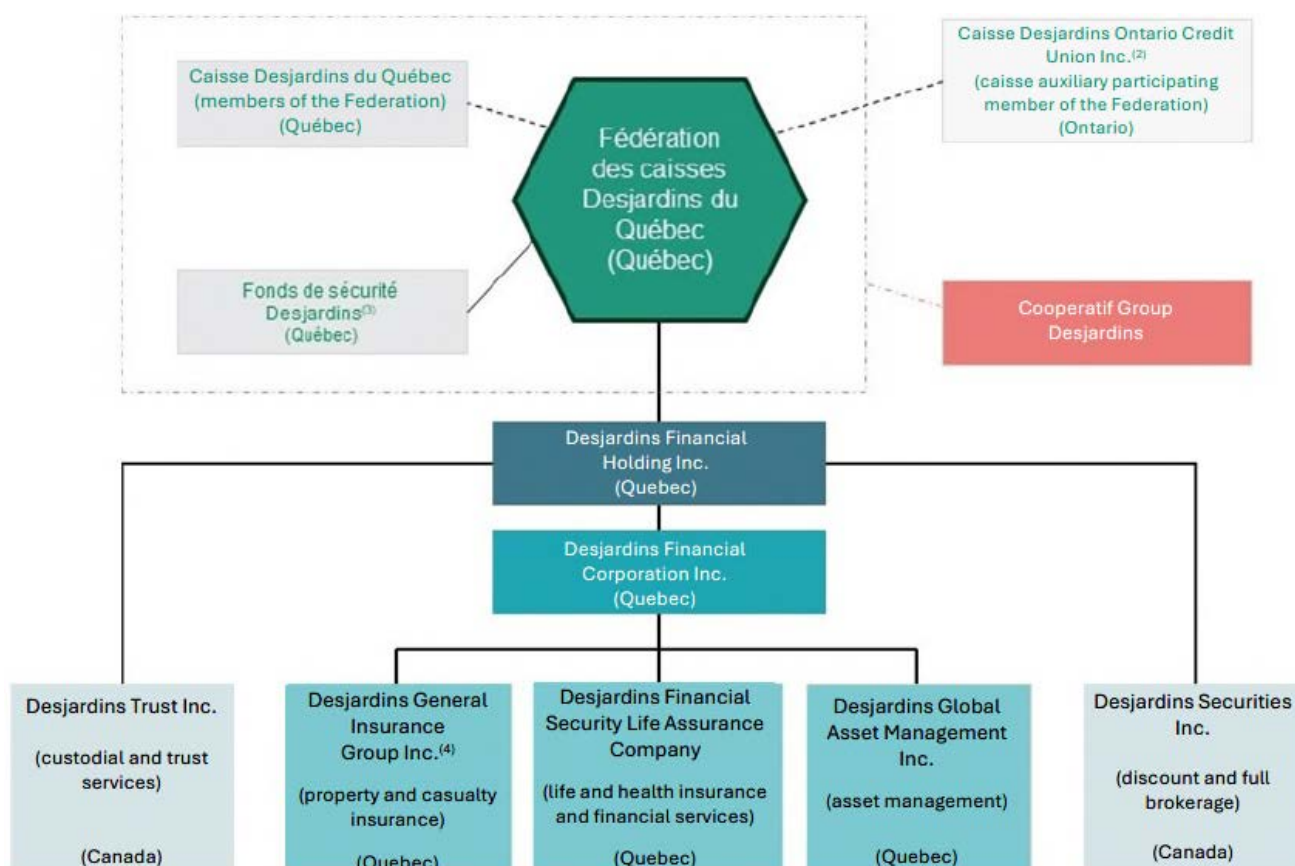 Caisse Desjardins du Québec
(members of the Federation)
(Québec)
Caisse Desjardins Ontario Credit
Union Inc.(2)
(caisse auxiliary participating
member of the Federation)
(Ontario)
Fédération
des caisses
Desjardins du
Québec
(Québec)
Fonds de sécurité
Desjardins(3)
(Québec)
Cooperatif Group
Desjardins
Desjardins Financial
Holding Inc.
(Quebec)
Desjardins Financial
Corporation Inc.
(Quebec)
Desjardins Trust Inc.
(custodial and trust
services)
(Canada)
Desjardins General
Insurance
Group Inc.(4)
(property and casualty
insurance)
(Quebec)
Desjardins Financial
Security Life Assurance
Company
(life and health insurance
and financial services)
(Quebec)
Desjardins Global
Asset Management
Inc.
(asset management)
(Quebec)
Desjardins Securities
Inc.
(discount and full
brokerage)
(Canada)